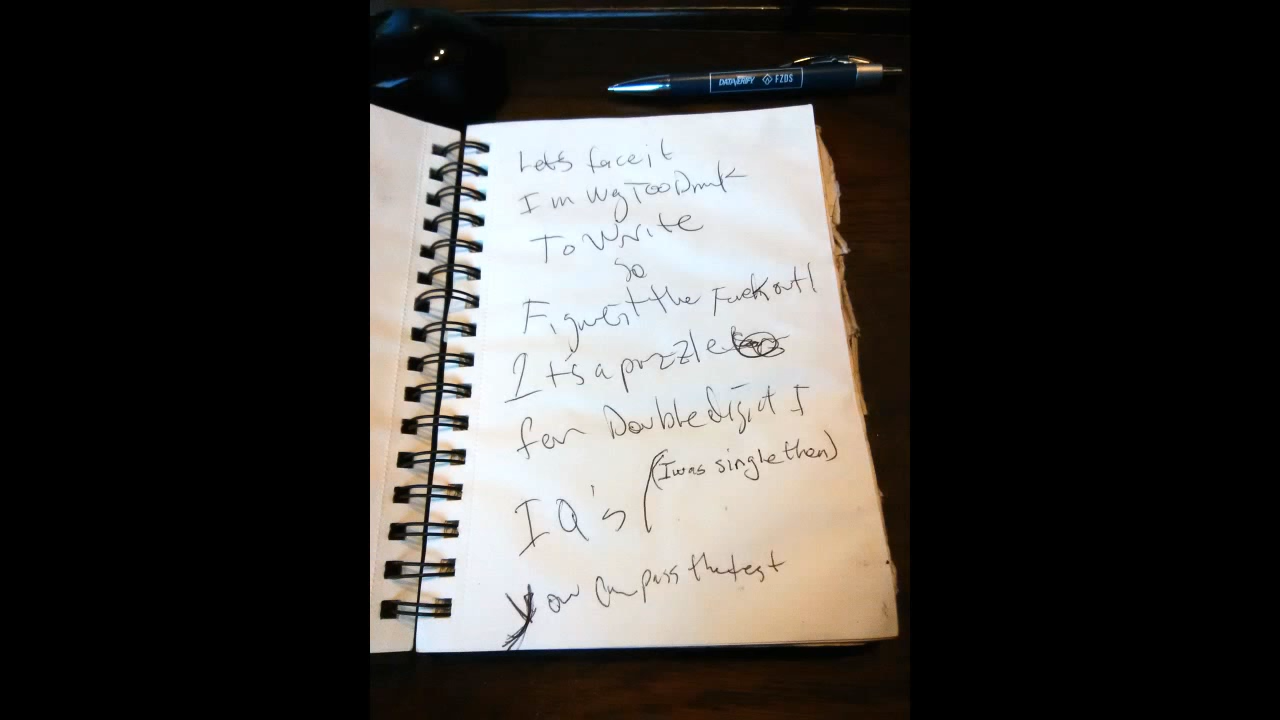 DATAVERIFY FZDS
Let's face it
I'm Way Too Drunk
To Write
So
Figure it the Fuck out!
It's a puzzle
for Double digit I
IQ's (I was single then)
You can pass the test